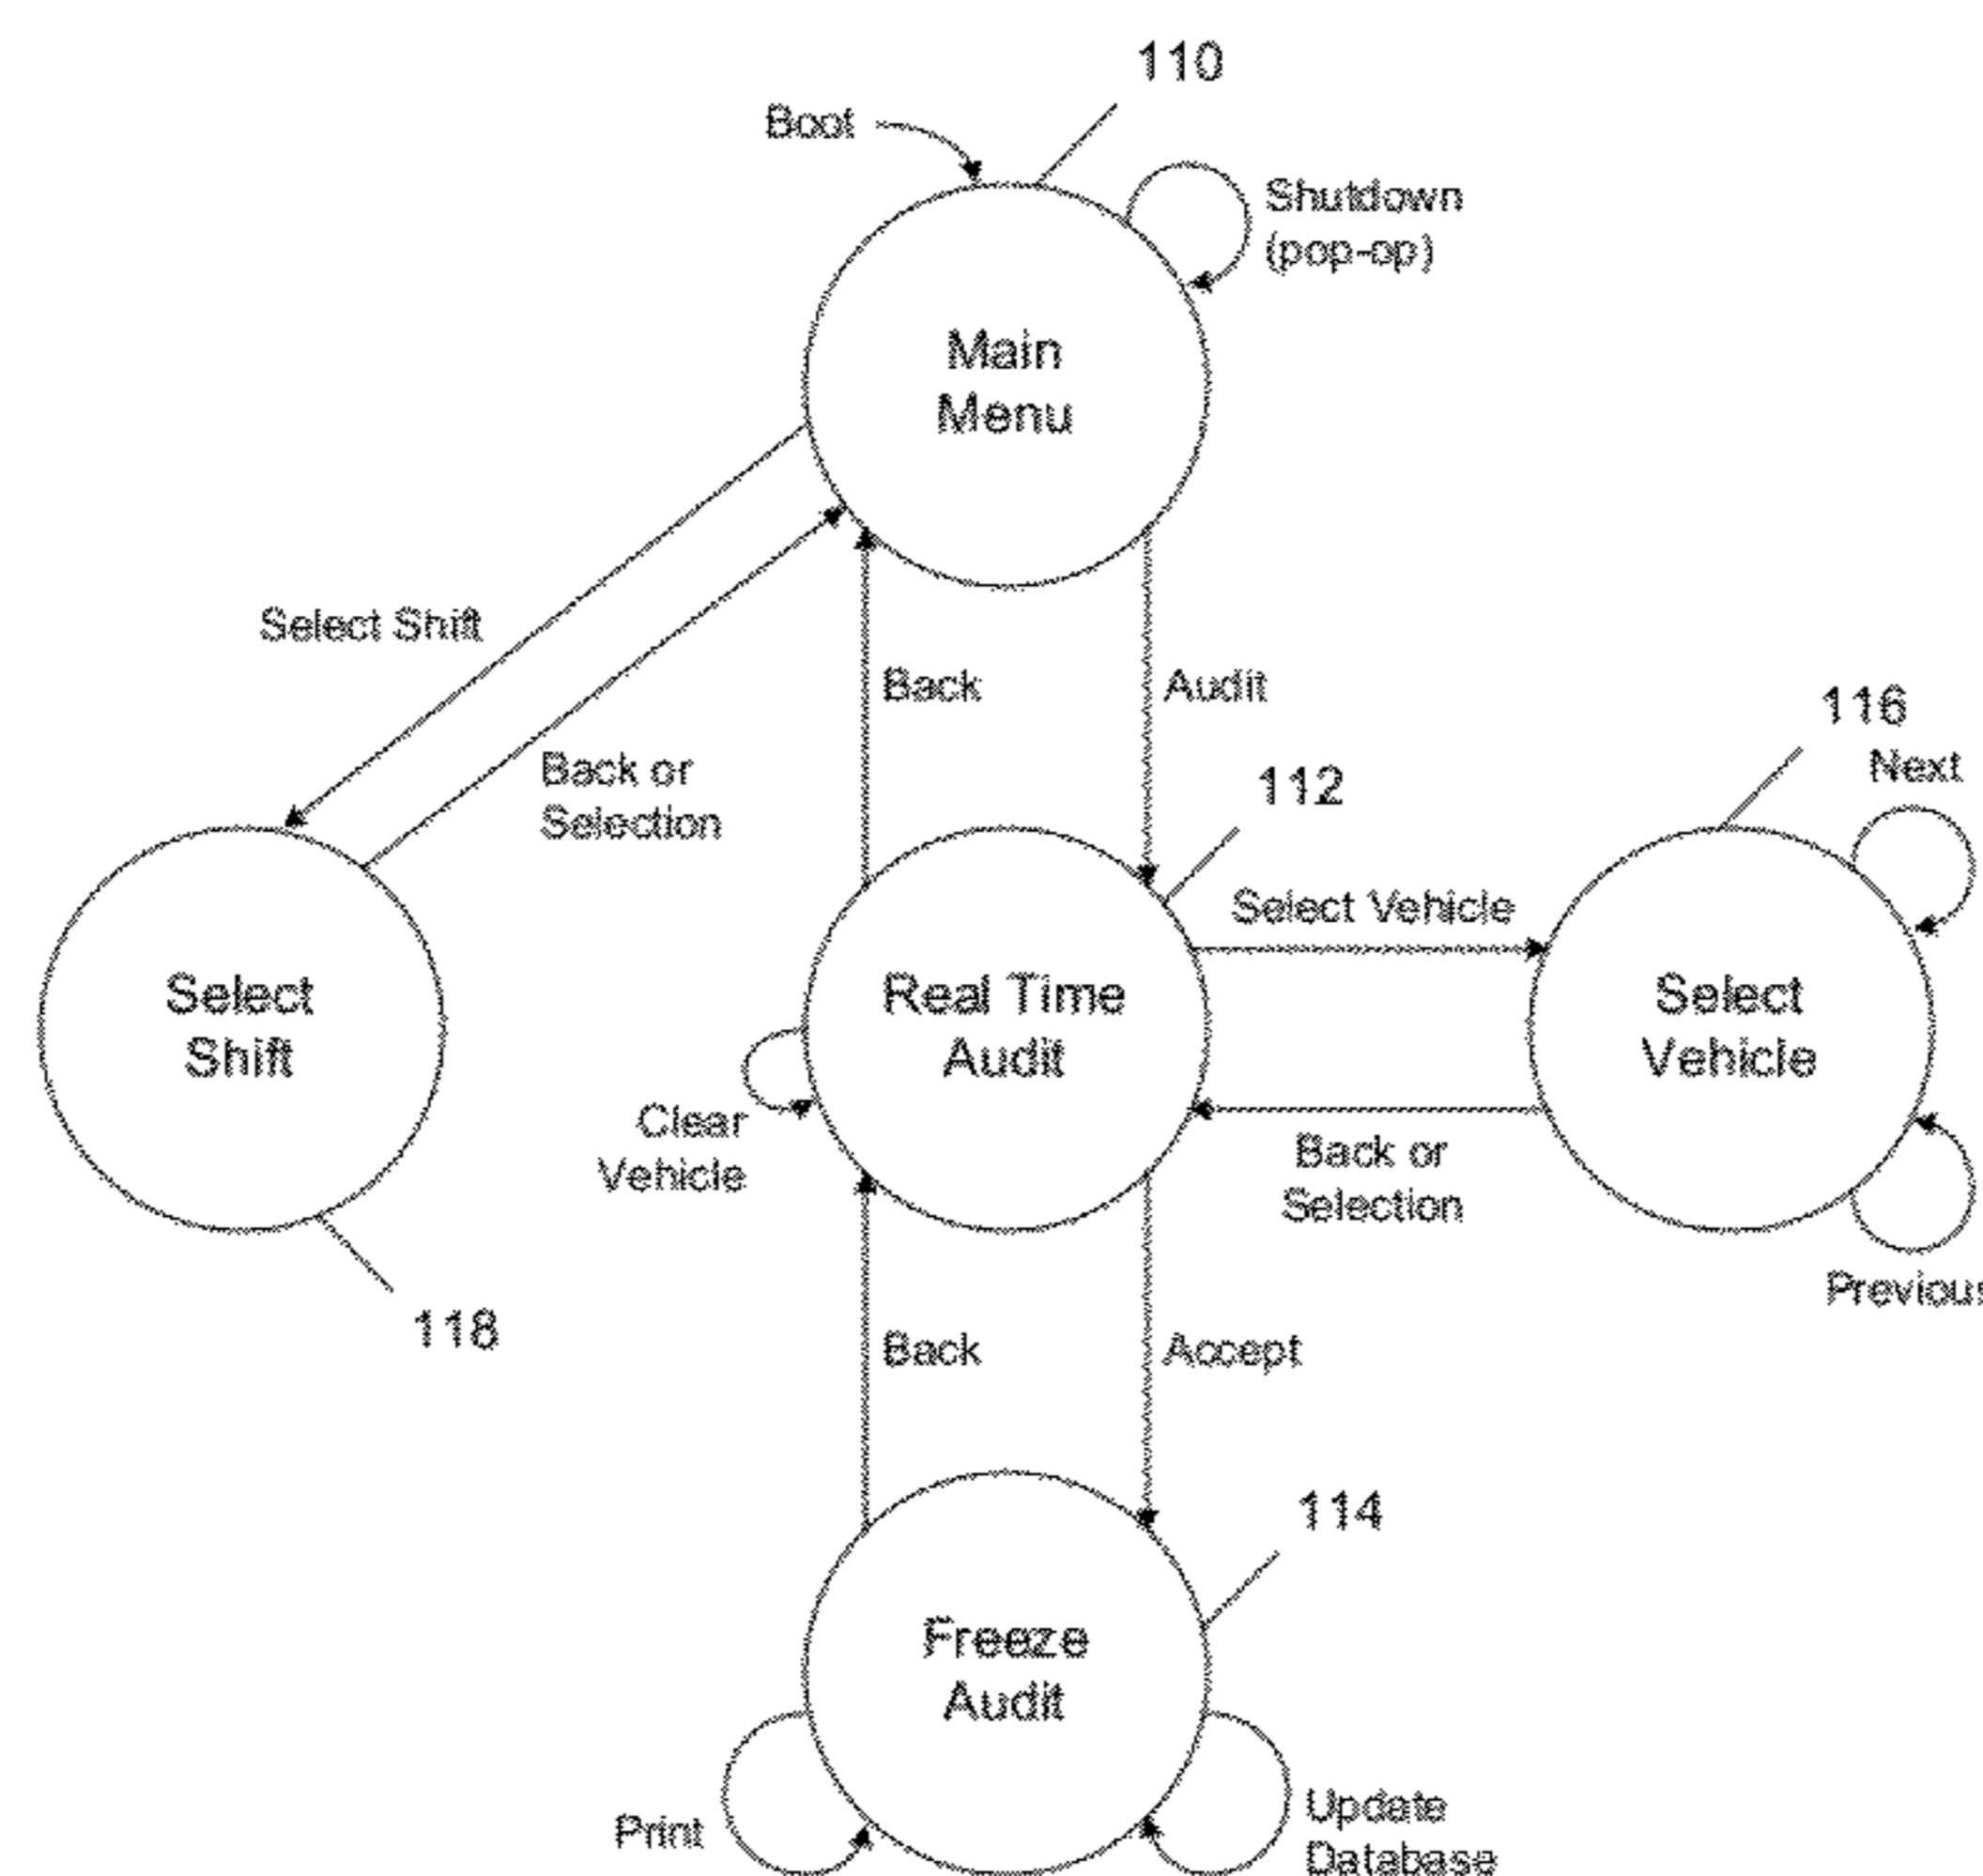 110
Boot
Shutdown
(pop-op)
Main
Menu
Select Shift
Back
Audit
116
Next
Back or
Selection
112
Select Vehicle
Select
Shift
Real Time
Audit
Select
Vehicle
Clear
Vehicle
Back or
Selection
Previous
118
Back
Accept
114
Freeze
Audit
Print
Update
Database